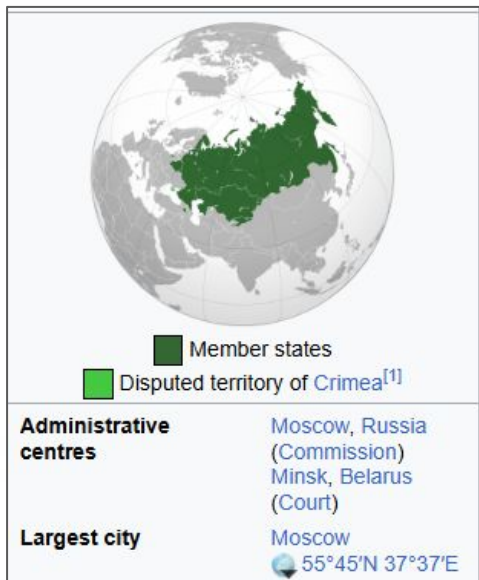 Member states
Disputed territory of Crimea[1]
Administrative centres
Moscow, Russia
(Commission)
Minsk, Belarus
(Court)
Largest city
Moscow
55°45′N 37°37′E